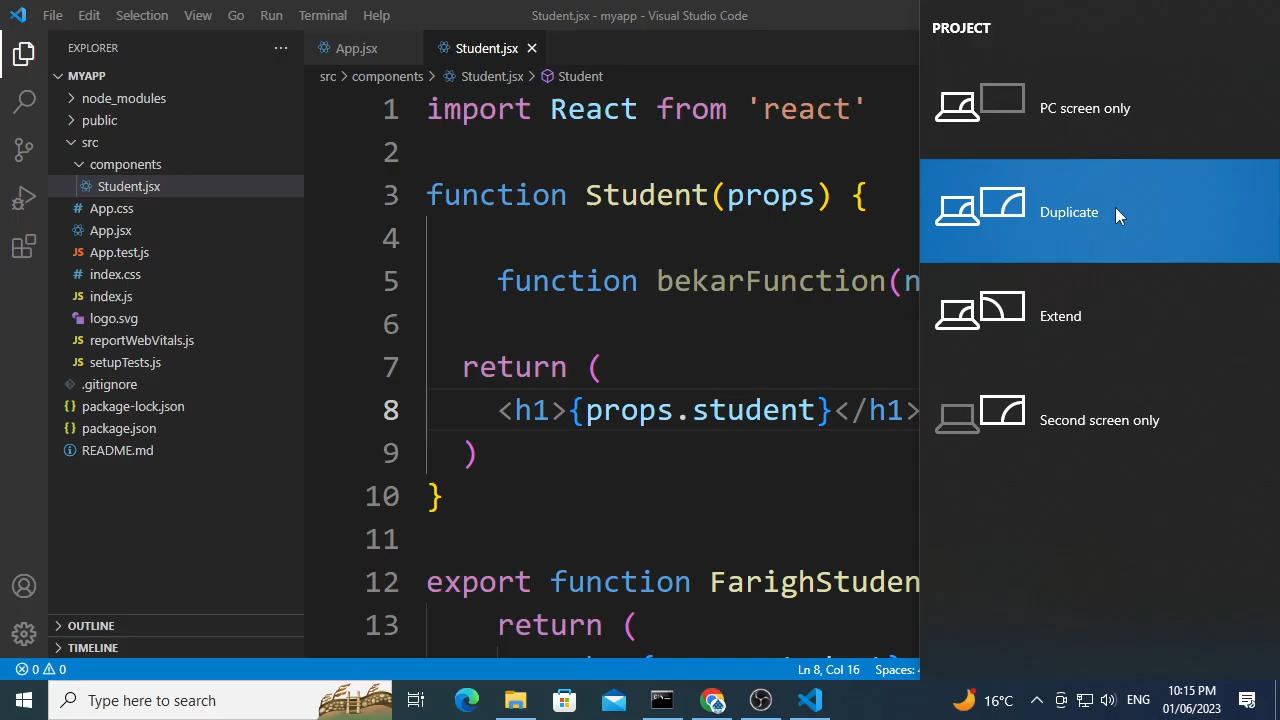 File Edit Selection View Go Run Terminal Help
Student.jsx - myapp - Visual Studio Code
EXPLORER
MYAPP
node_modules
public
src
components
Student.jsx
App.css
App.jsx
App.test.js
index.css
index.js
logo.svg
reportWebVitals.js
setupTests.js
.gitignore
package-lock.json
package.json
README.md
OUTLINE
TIMELINE
App.jsx
Student.jsx
src > components > Student.jsx > Student
1 import React from 'react'
2
3 function Student(props) {
4
5 function bekarFunction(n
6
7 return (
8 <h1>{props.student}</h1>
9 )
10 }
11
12 export function FarighStuden
13 return (
PROJECT
PC screen only
Duplicate
Extend
Second screen only
0 0
Ln 8, Col 16
Spaces:
Type here to search
16°C
ENG
10:15 PM
01/06/2023